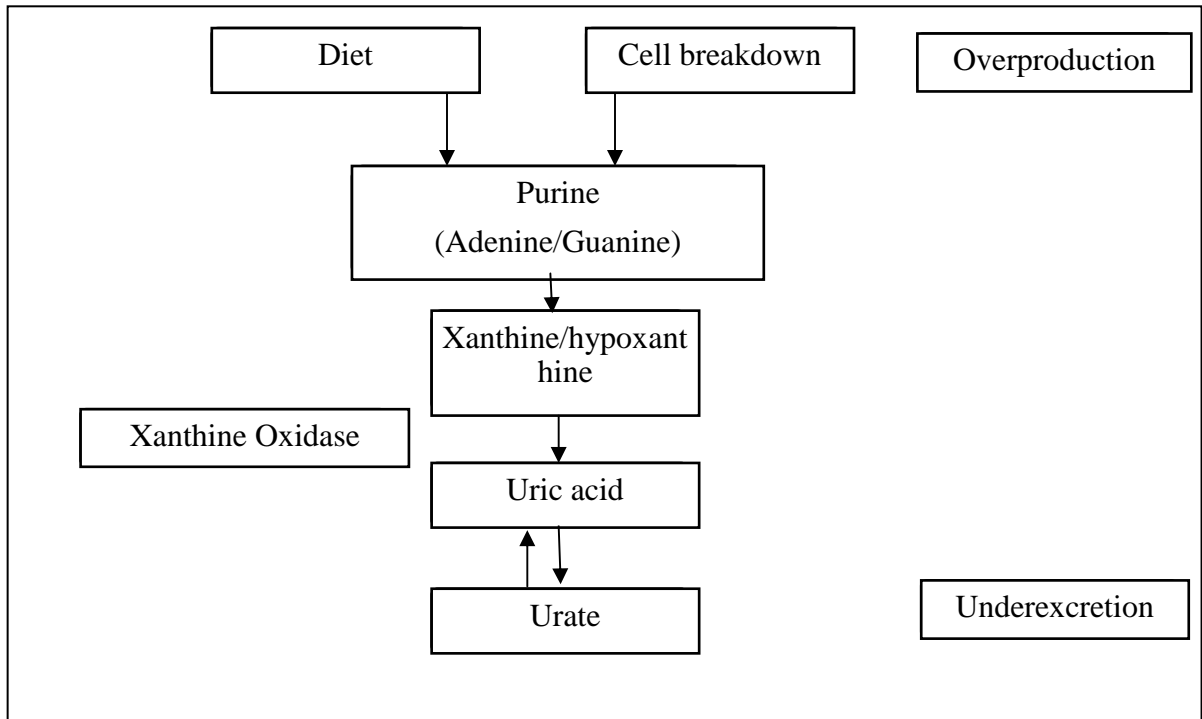 Diet
Cell breakdown
Overproduction
Purine
(Adenine/Guanine)
Xanthine/hypoxant
hine
Xanthine Oxidase
Uric acid
Urate
Underexcretion